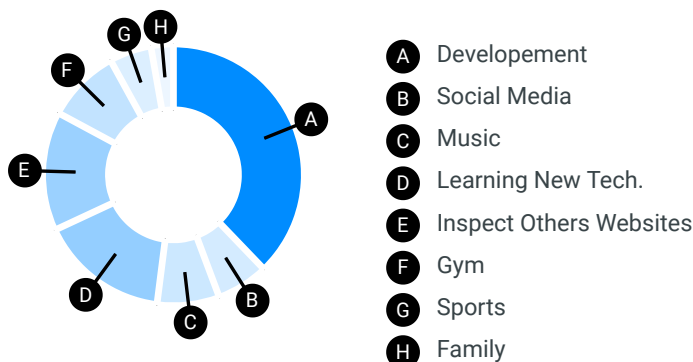 H
G
F
A
E
D
B
C
A Developement
B Social Media
C Music
D Learning New Tech.
E Inspect Others Websites
F Gym
G Sports
H Family